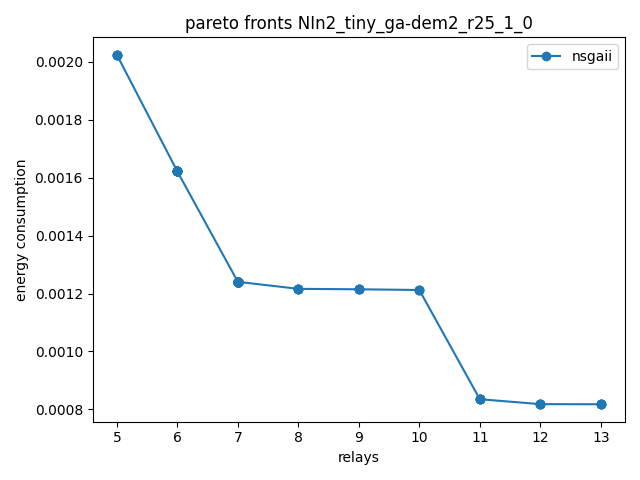 pareto fronts NIn2_tiny_ga-dem2_r25_1_0
nsgaii
energy consumption
0.0020
0.0018
0.0016
0.0014
0.0012
0.0010
0.0008
5 6 7 8 9 10 11 12 13
relays